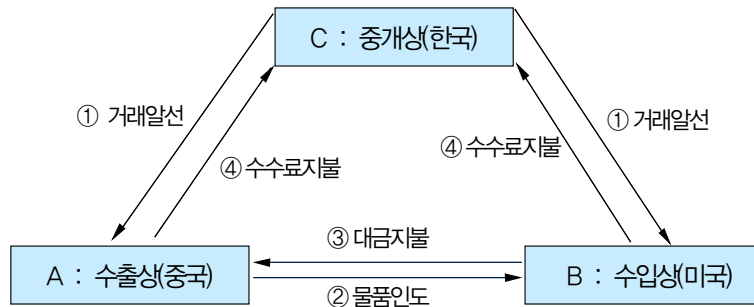 C : 중개상(한국)
① 거래알선
① 거래알선
④ 수수료지불
④ 수수료지불
③ 대금지불
A : 수출상(중국)
B : 수입상(미국)
② 물품인도